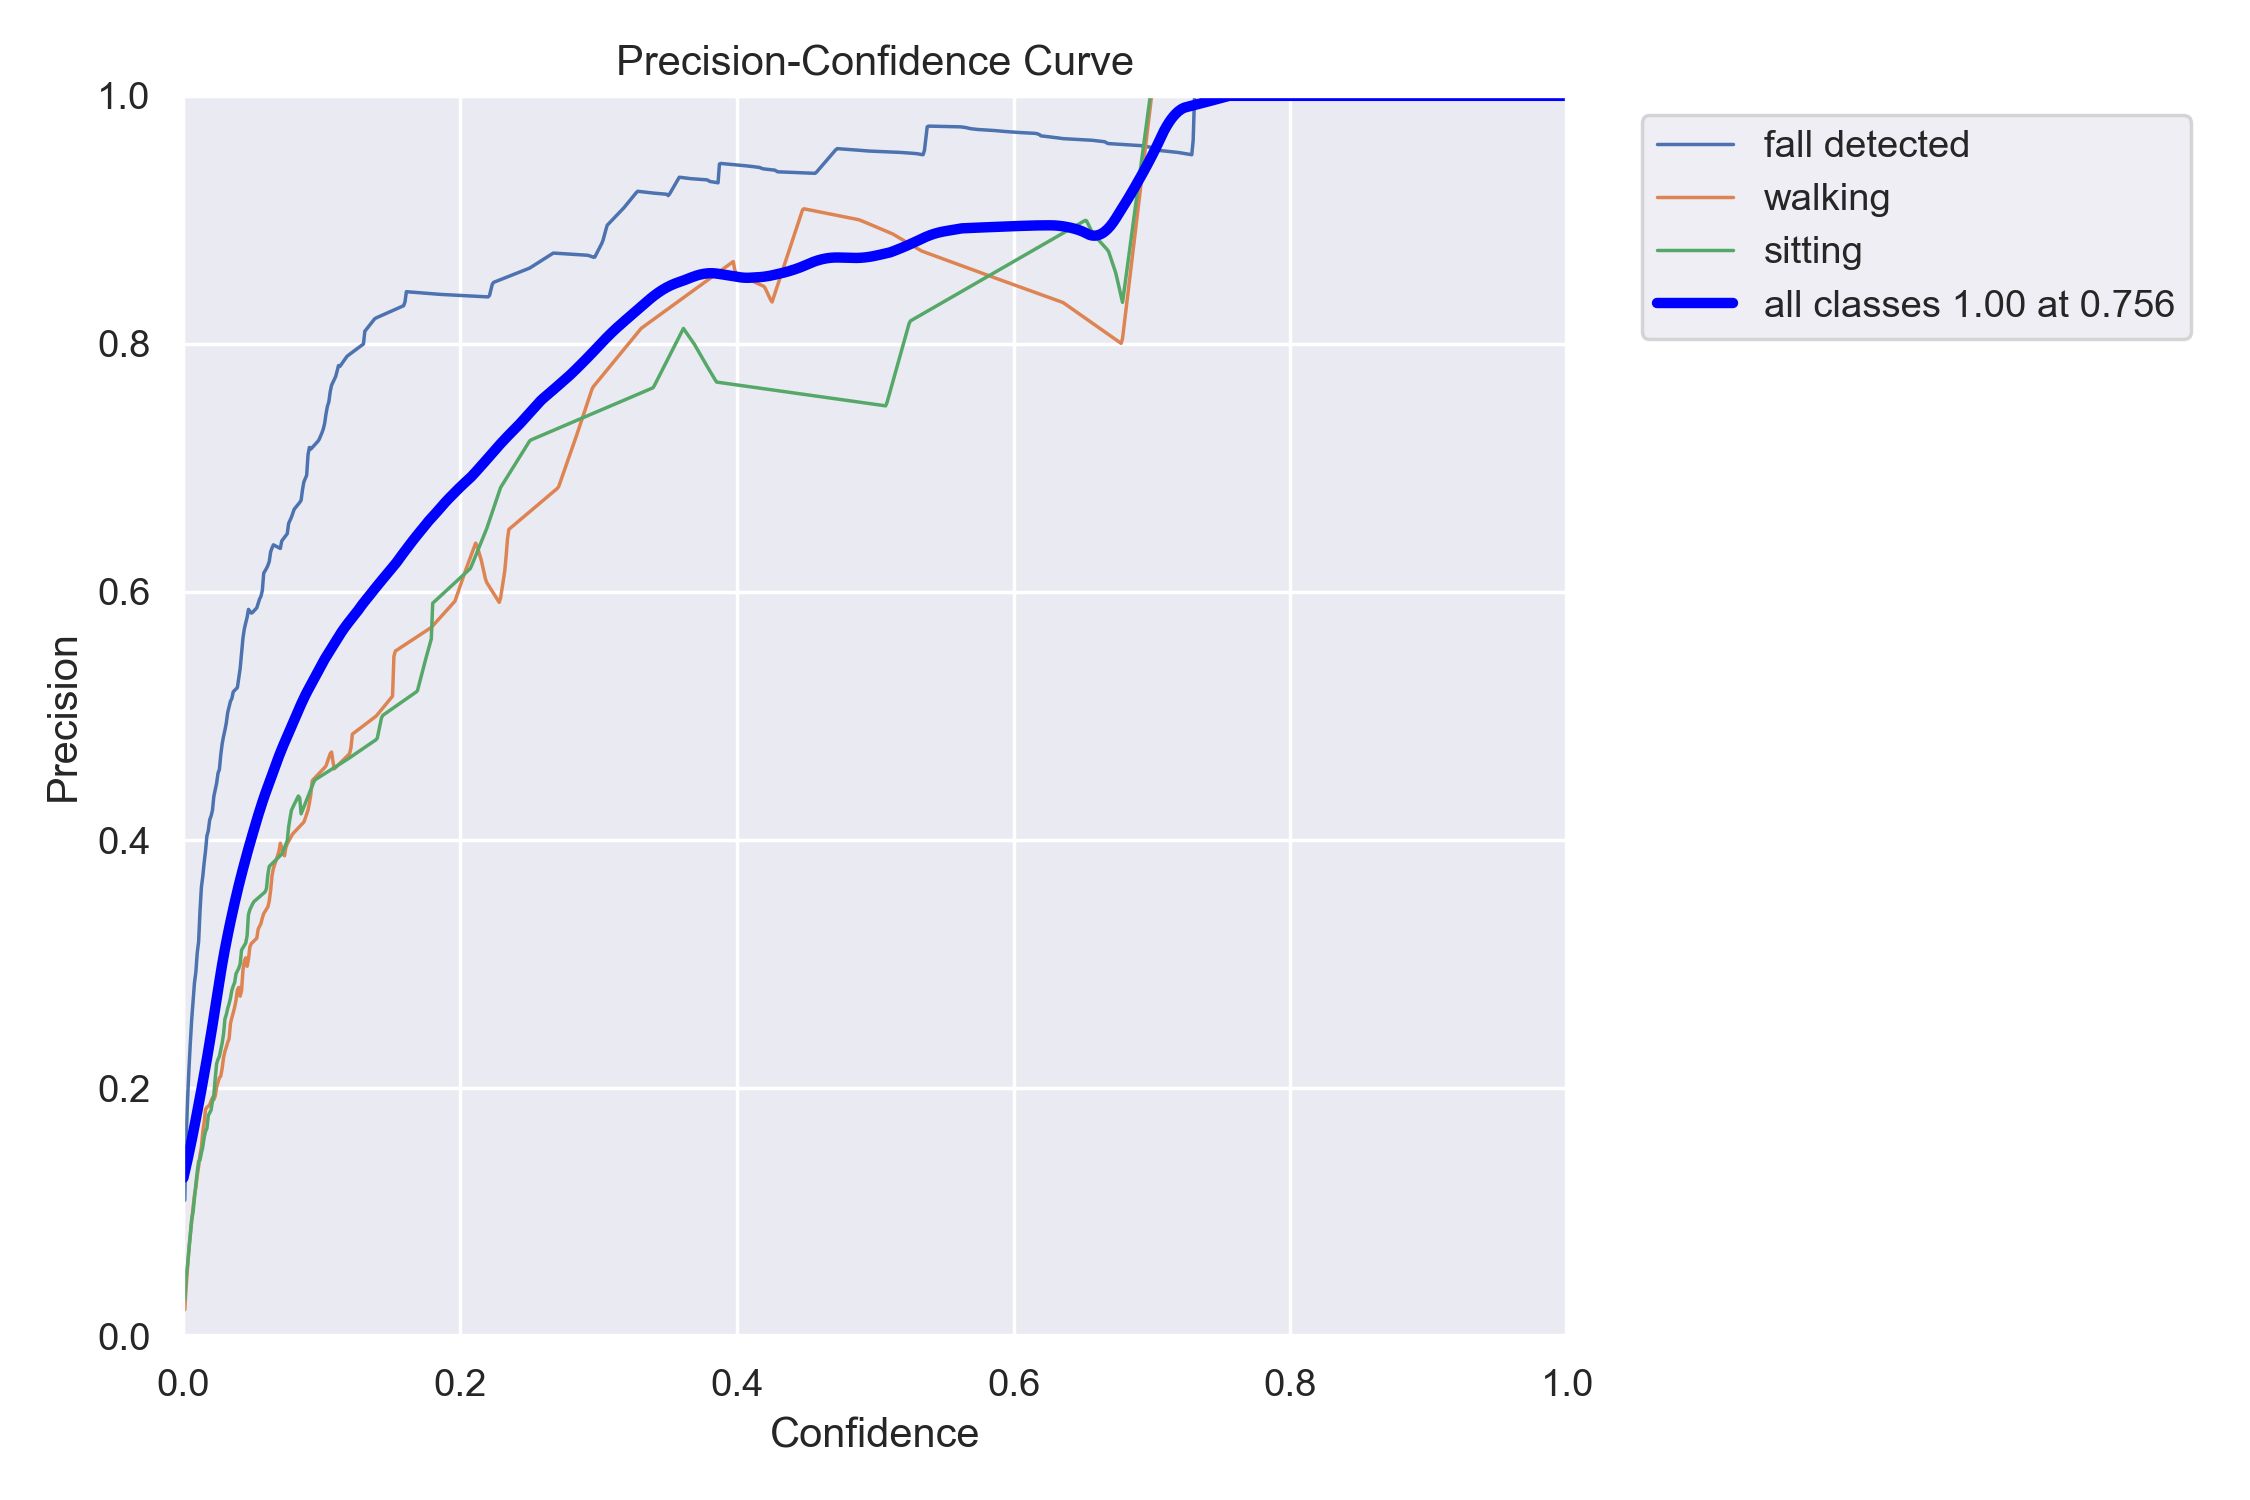 Precision-Confidence Curve
1.0
0.8
0.6
0.4
0.2
0.0
Precision
0.0 0.2 0.4 0.6 0.8 1.0
Confidence
fall detected
walking
sitting
all classes 1.00 at 0.756